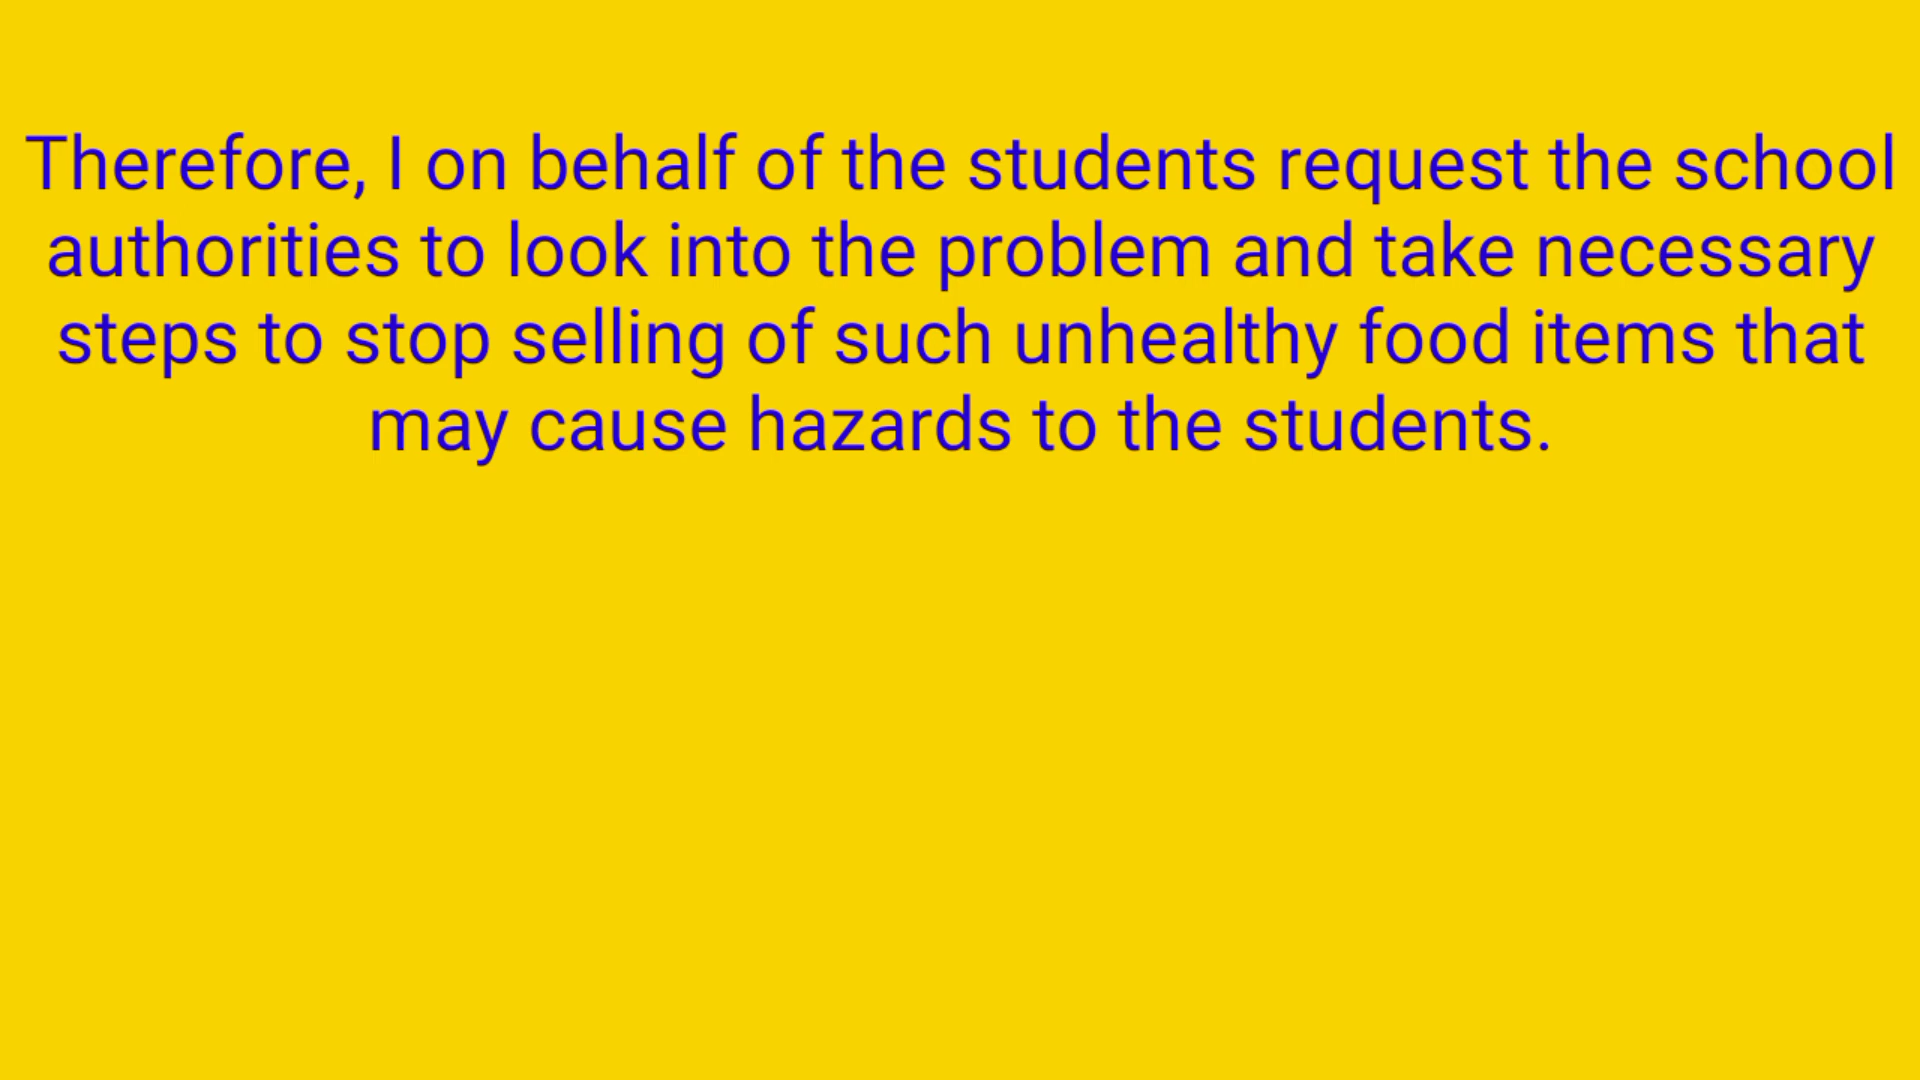 Therefore, I on behalf of the students request the school
authorities to look into the problem and take necessary
steps to stop selling of such unhealthy food items that
may cause hazards to the students.